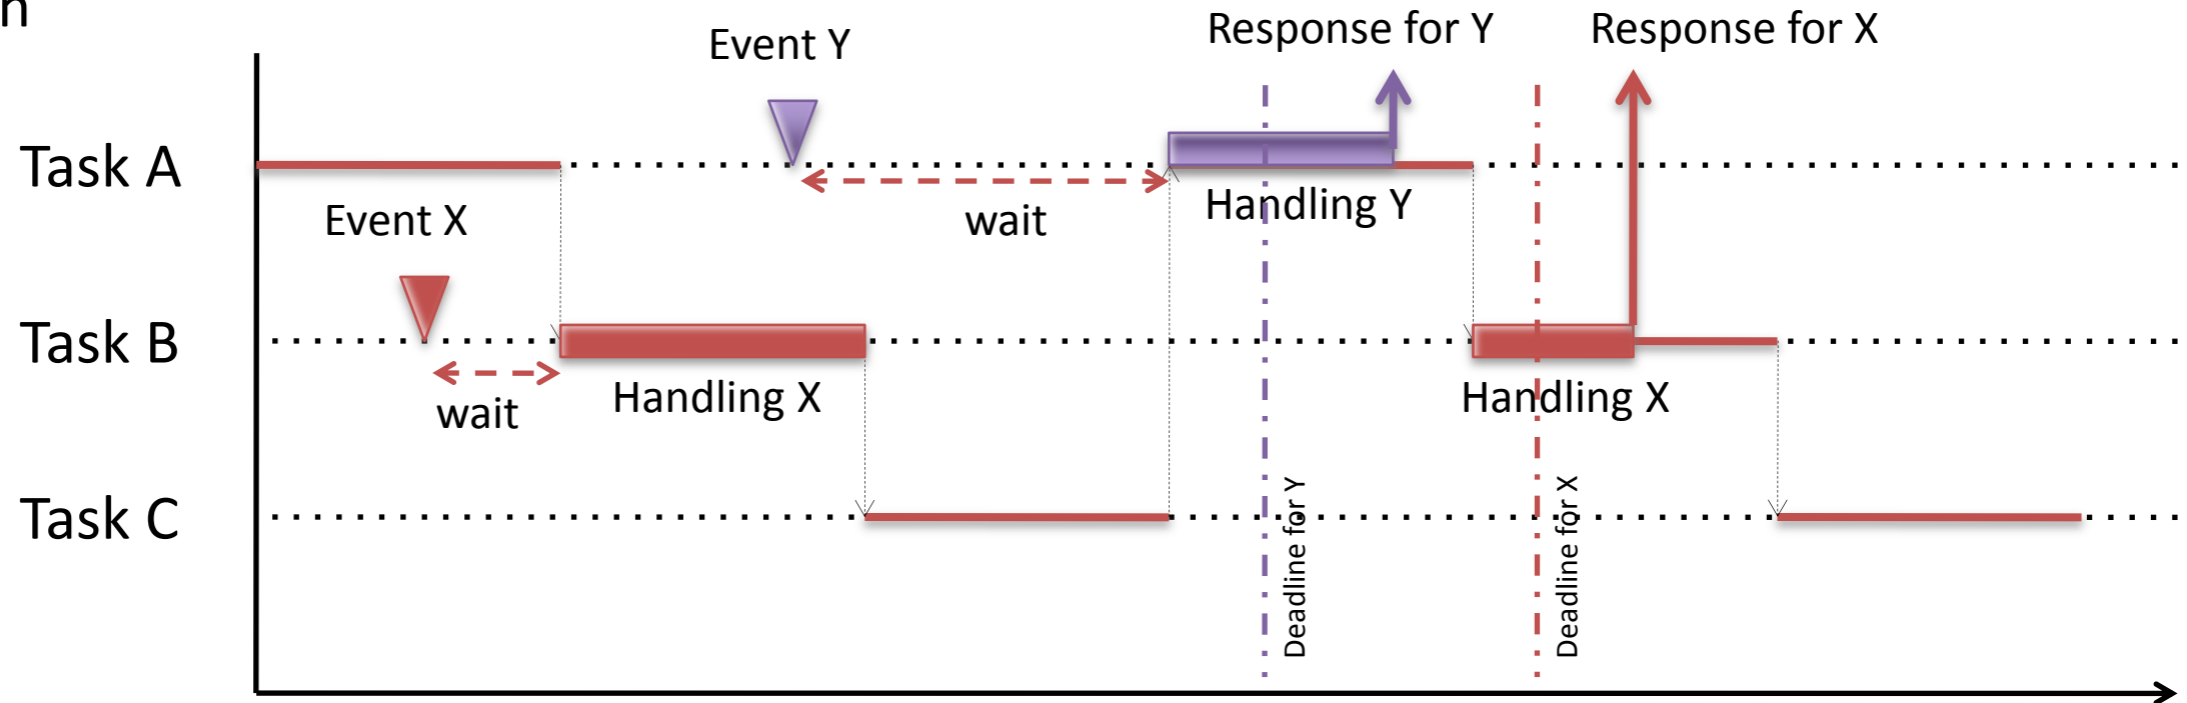 n
Event Y
Response for Y
Response for X
Task A
Event X
wait
Handling Y
Task B
wait
Handling X
Handling X
Task C
Deadline for Y
Deadline for X